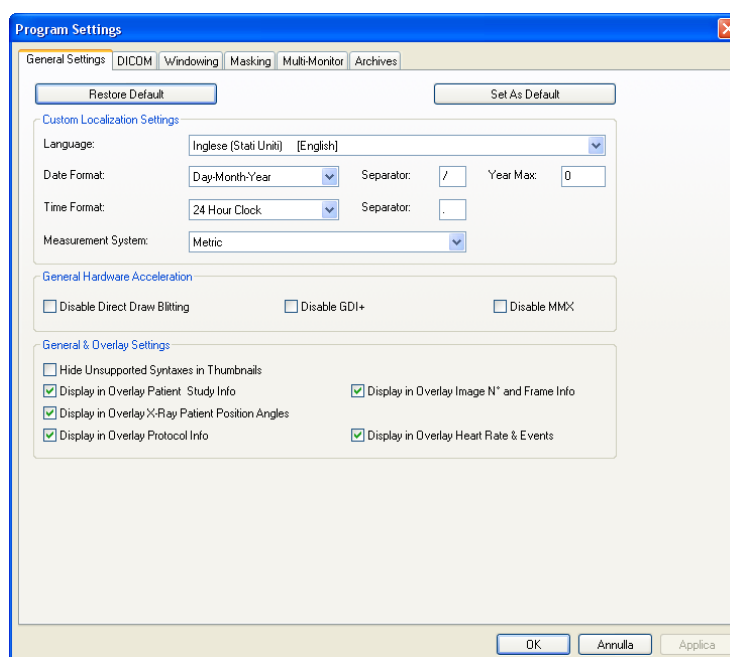 Program Settings
General Settings DICOM Windowing Masking Multi-Monitor Archives
Restore Default Set As Default
Custom Localization Settings
Language: Inglese (Stati Uniti) [English]
Date Format: Day-Month-Year Separator: / Year Max: 0
Time Format: 24 Hour Clock Separator: .
Measurement System: Metric
General Hardware Acceleration
Disable Direct Draw Blitting Disable GDI+ Disable MMX
General & Overlay Settings
Hide Unsupported Syntaxes in Thumbnails
Display in Overlay Patient Study Info Display in Overlay Image N° and Frame Info
Display in Overlay X-Ray Patient Position Angles
Display in Overlay Protocol Info Display in Overlay Heart Rate & Events
OK Annulla Applica